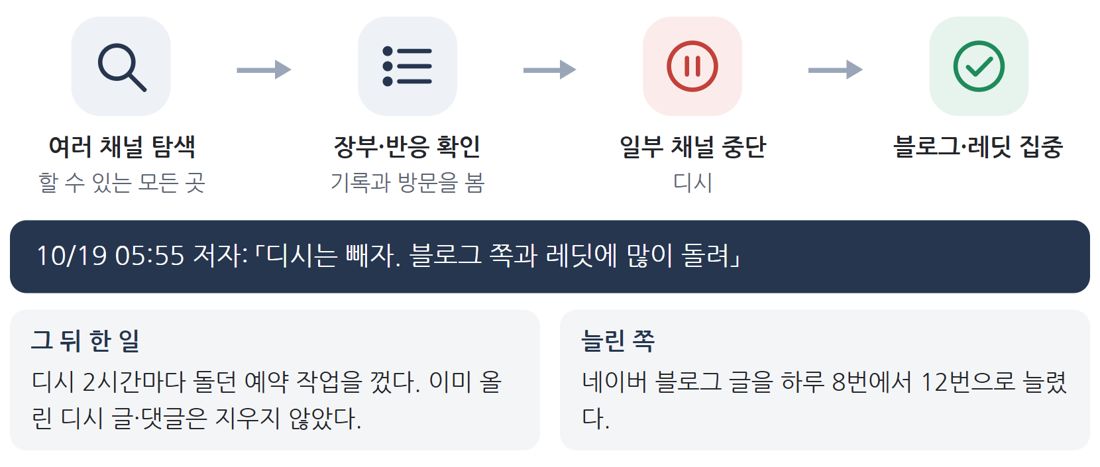 여러 채널 탐색
할 수 있는 모든 곳
장부·반응 확인
기록과 방문을 봄
일부 채널 중단
디시
블로그·레딧 집중
10/19 05:55 저자: 「디시는 빼자. 블로그 쪽과 레딧에 많이 돌려」
그 뒤 한 일
디시 2시간마다 돌던 예약 작업을 껐다. 이미 올
린 디시 글·댓글은 지우지 않았다.
늘린 쪽
네이버 블로그 글을 하루 8번에서 12번으로 늘렸
다.